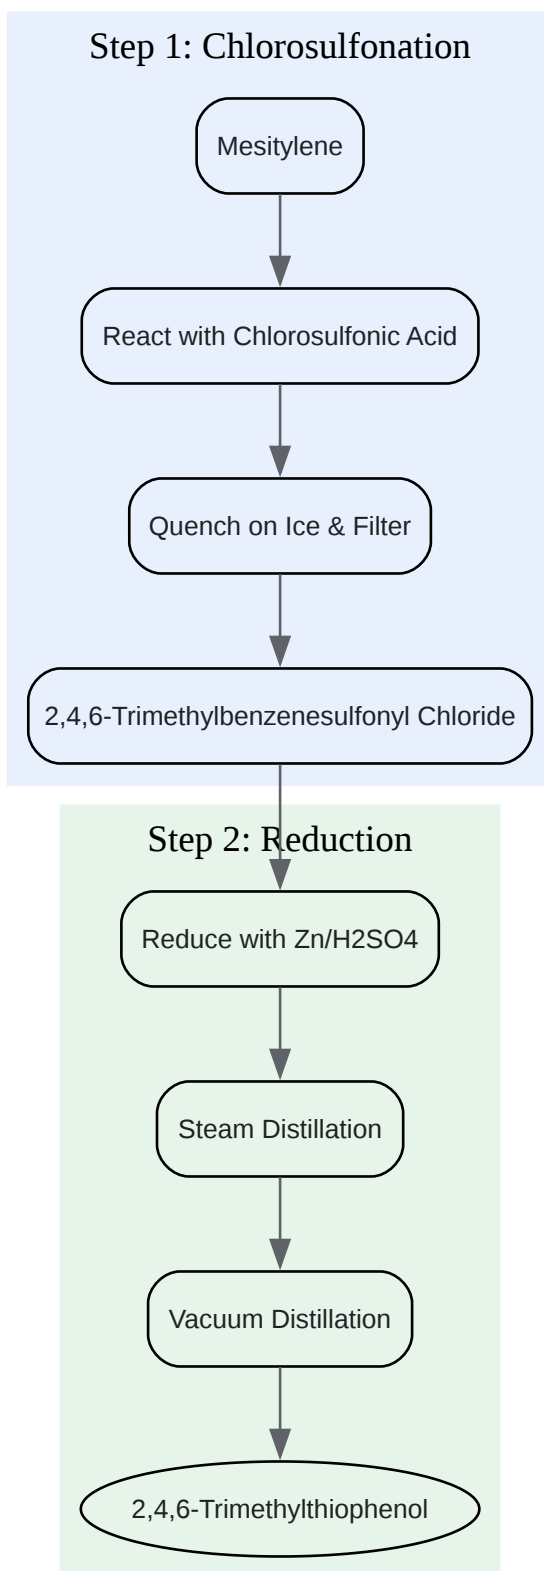 Step 1: Chlorosulfonation
Mesitylene
React with Chlorosulfonic Acid
Quench on Ice & Filter
2,4,6-Trimethylbenzenesulfonyl Chloride
Step 2: Reduction
Reduce with Zn/H2SO4
Steam Distillation
Vacuum Distillation
2,4,6-Trimethylthiophenol